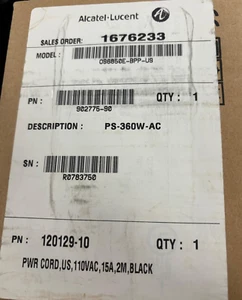 Alcatel·Lucent
SALES ORDER: 1676233
MODEL:
OS6850E-BPP-US
PN:
902775-90
QTY: 1
DESCRIPTION: PS-360W-AC
SN:
R0783750
PN: 120129-10 QTY: 1
PWR CORD,US,110VAC,15A,2M,BLACK